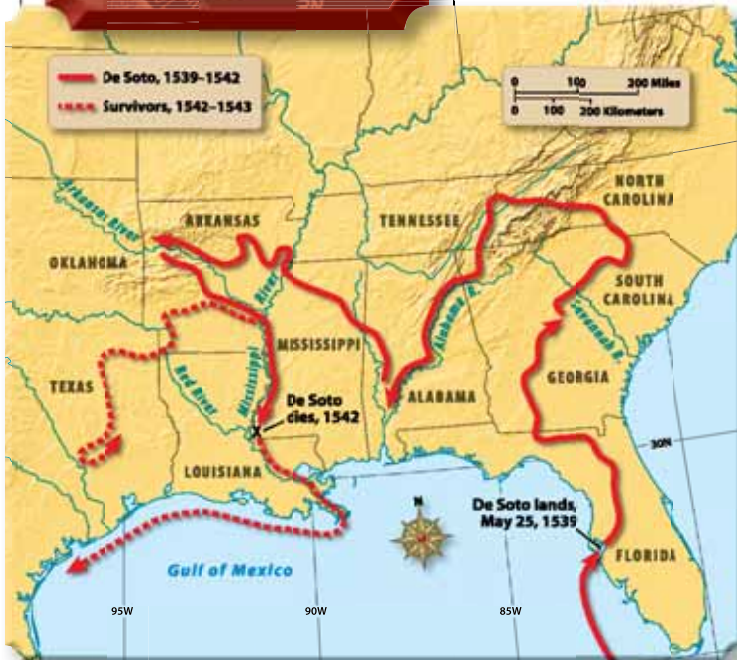 De Soto, 1539–1542
Survivors, 1542–1543
0 100 200 Miles
0 100 200 Kilometers
Arkansas River
ARKANSAS
TENNESSEE
NORTH
CAROLINA
OKLAHOMA
SOUTH
CAROLINA
River
Alabama R.
Savannah R.
MISSISSIPPI
Mississippi
TEXAS
Red River
GEORGIA
De Soto
dies, 1542
X
ALABAMA
30N
LOUISIANA
N
De Soto lands,
May 25, 1539
FLORIDA
Gulf of Mexico
95W
90W
85W